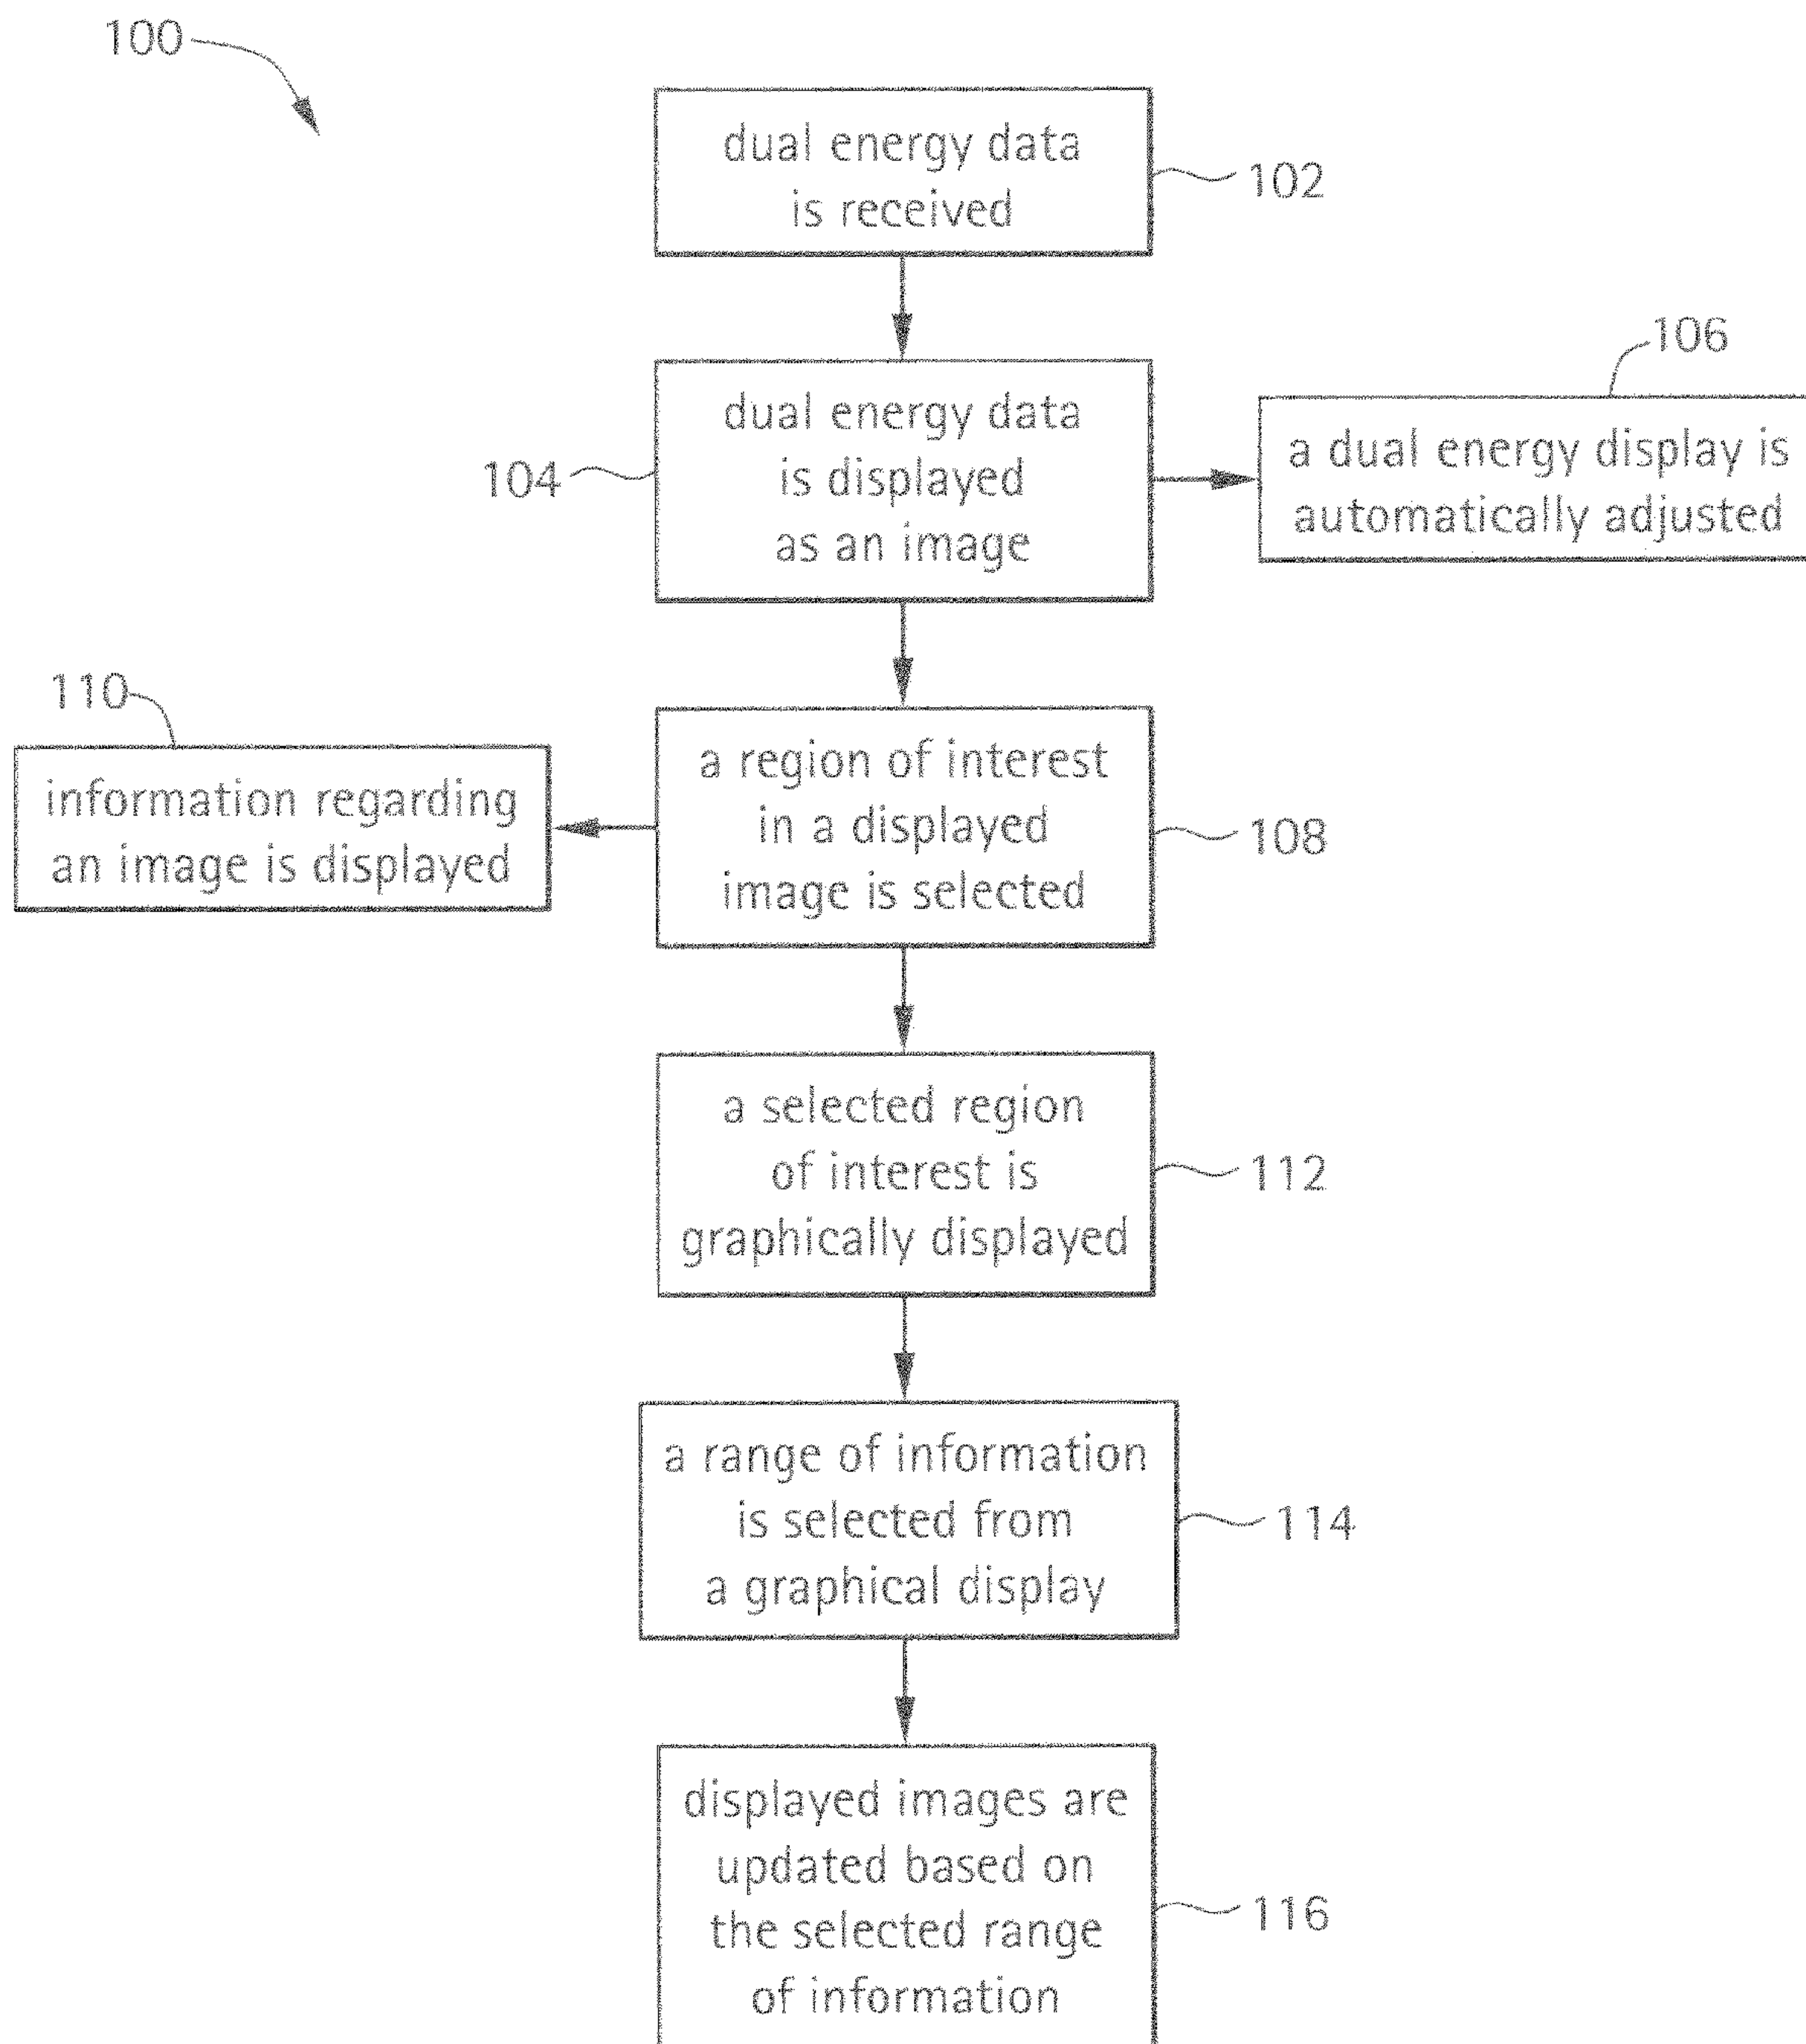 100
dual energy data
is received
102
106
dual energy data
is displayed
as an image
104
a dual energy display is
automatically adjusted
110
information regarding
an image is displayed
a region of interest
in a displayed
image is selected
108
a selected region
of interest is
graphically displayed
112
a range of information
is selected from
a graphical display
114
displayed images are
updated based on
the selected range
of information
116